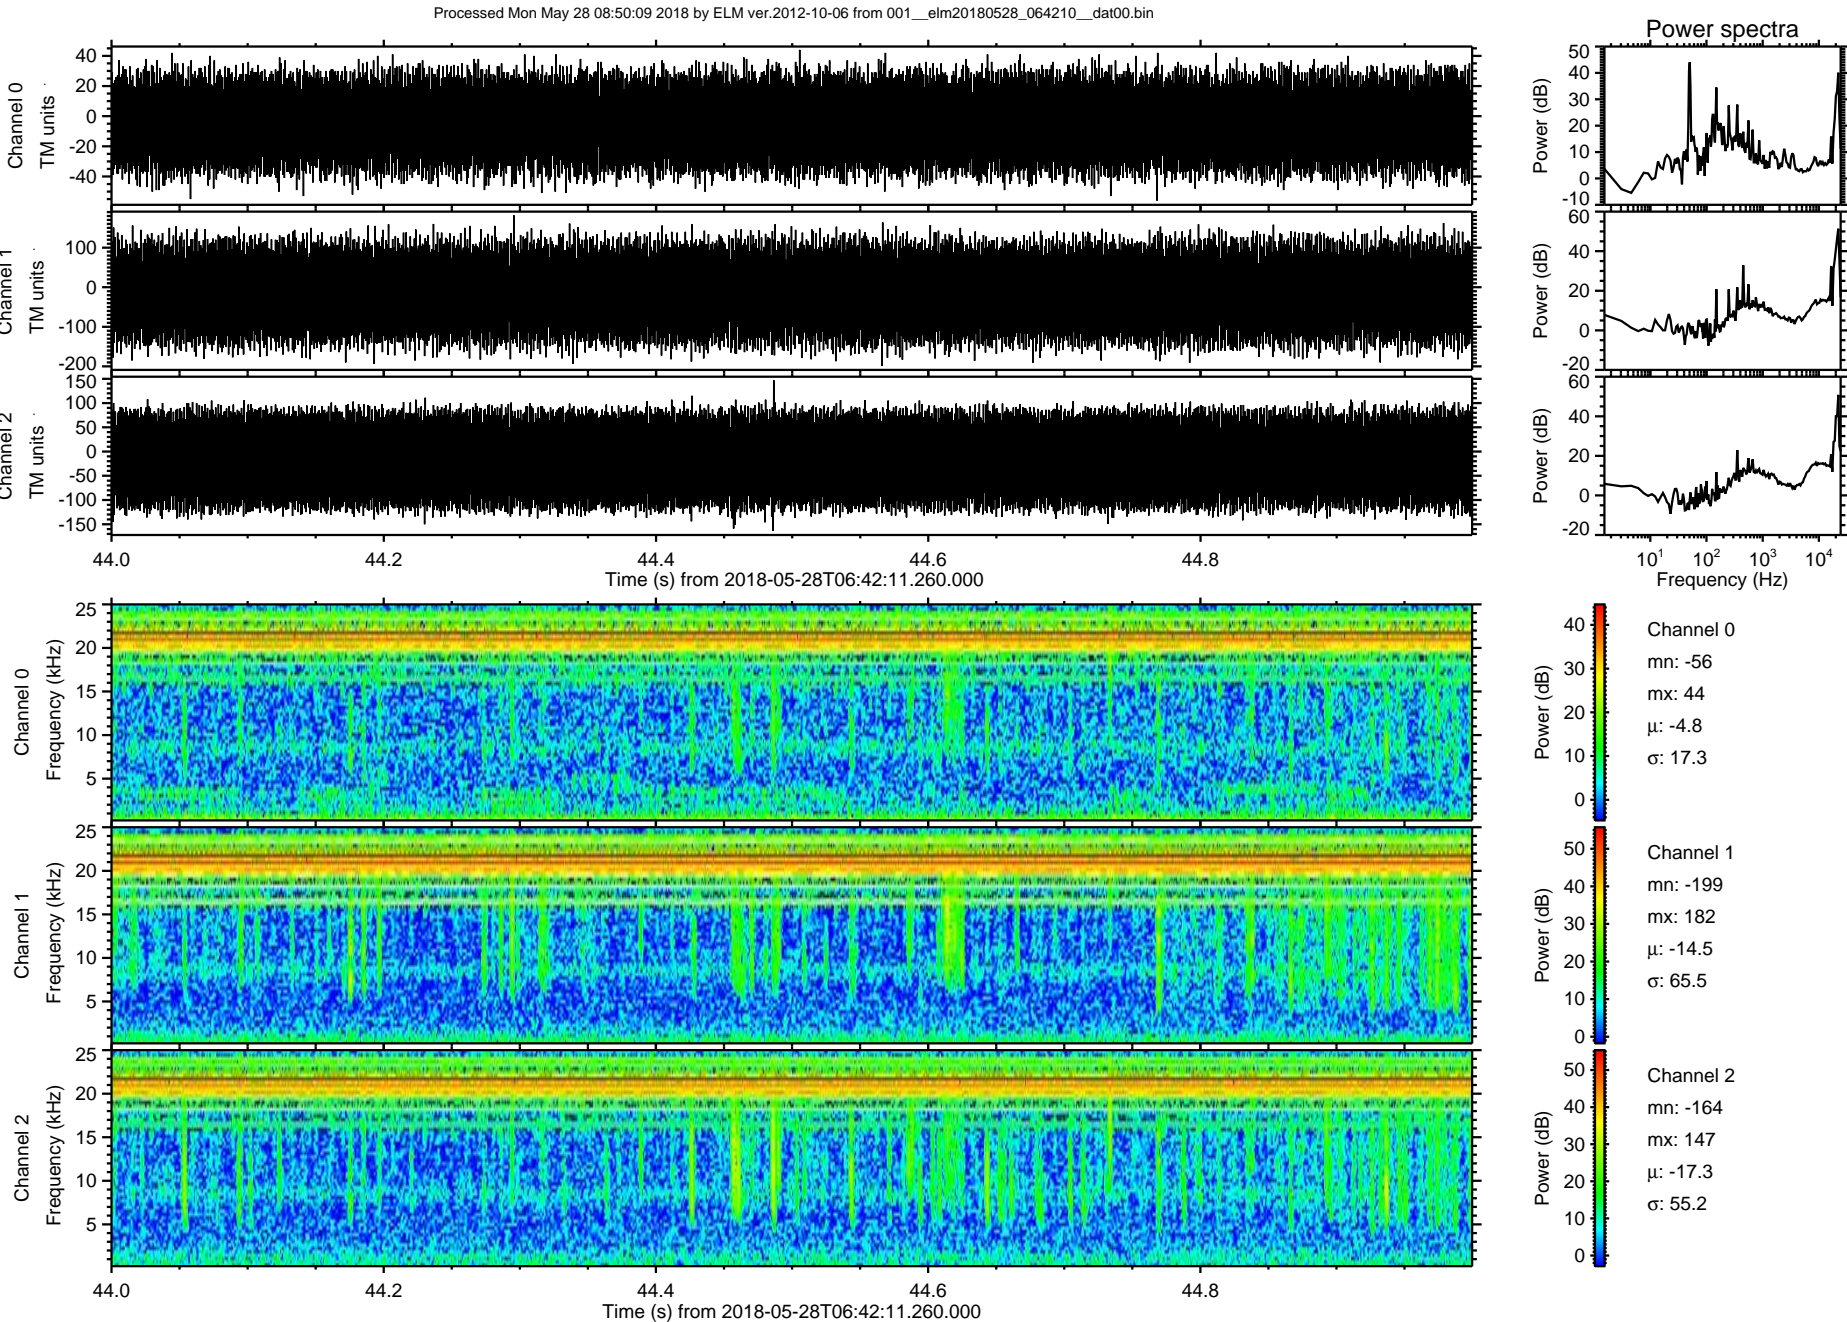 Processed Mon May 28 08:50:09 2018 by ELM ver.2012-10-06 from 001__elm20180528_064210__dat00.bin
Power spectra
Channel 0
TM units
40
20
0
-20
-40
Power (dB)
50
40
30
20
10
0
-10
Channel 1
TM units
100
0
-100
-200
Power (dB)
60
40
20
0
-20
Channel 2
TM units
150
100
50
0
-50
-100
-150
Power (dB)
60
40
20
0
-20
44.0 44.2 44.4 44.6 44.8
Time (s) from 2018-05-28T06:42:11.260.000
10¹ 10² 10³ 10⁴
Frequency (Hz)
Channel 0
Frequency (kHz)
25
20
15
10
5
Power (dB)
40
30
20
10
0
Channel 0
mn: -56
mx: 44
μ: -4.8
σ: 17.3
Channel 1
Frequency (kHz)
25
20
15
10
5
Power (dB)
50
40
30
20
10
0
Channel 1
mn: -199
mx: 182
μ: -14.5
σ: 65.5
Channel 2
Frequency (kHz)
25
20
15
10
5
Power (dB)
50
40
30
20
10
0
Channel 2
mn: -164
mx: 147
μ: -17.3
σ: 55.2
44.0 44.2 44.4 44.6 44.8
Time (s) from 2018-05-28T06:42:11.260.000